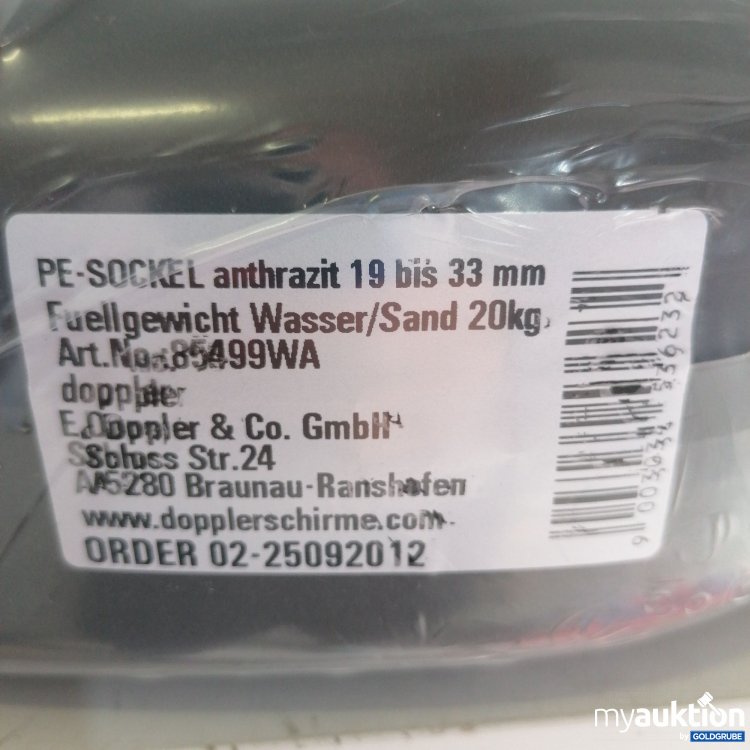 PE-SOCKEL anthrazit 19 bis 33 mm
Fuellgewicht Wasser/Sand 20kg.
Art.No.:85499WA
doppler
E.Doppler & Co. GmbH
Schloss Str.24
A-5280 Braunau-Ranshofen
www.dopplerschirme.com
ORDER 02-25092012
myauktion
by GOLDGRUBE